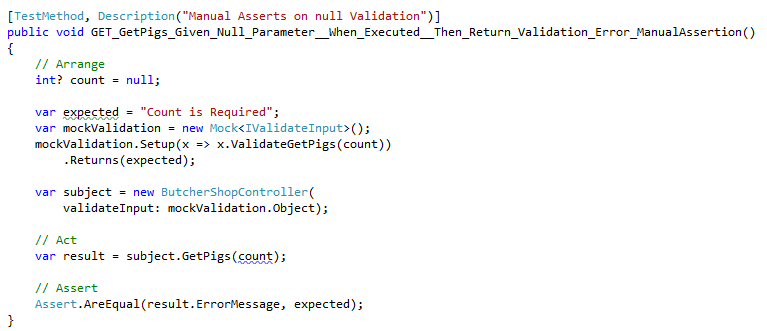 [TestMethod, Description("Manual Asserts on null Validation")]
public void GET_GetPigs_Given_Null_Parameter__When_Executed__Then_Return_Validation_Error_ManualAssertion()
{
    // Arrange
    int? count = null;

    var expected = "Count is Required";
    var mockValidation = new Mock<IValidateInput>();
    mockValidation.Setup(x => x.ValidateGetPigs(count))
        .Returns(expected);

    var subject = new ButcherShopController(
        validateInput: mockValidation.Object);

    // Act
    var result = subject.GetPigs(count);

    // Assert
    Assert.AreEqual(result.ErrorMessage, expected);
}